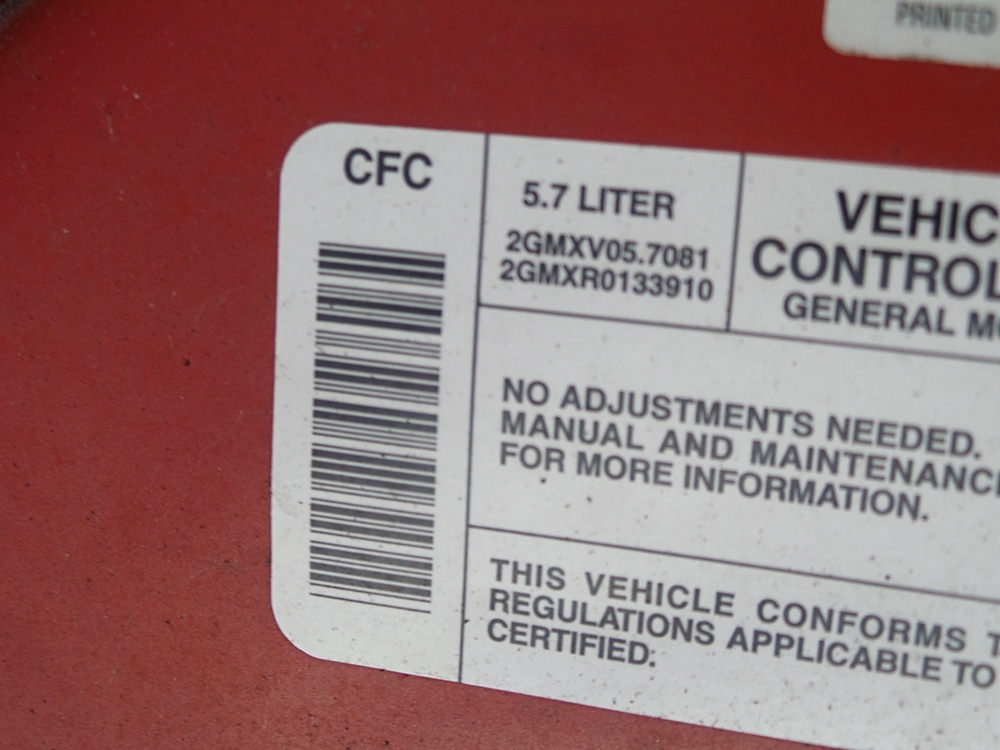 PRINTED
CFC
5.7 LITER
2GMXV05.7081
2GMXR0133910
VEHIC
CONTROL
GENERAL MO
NO ADJUSTMENTS NEEDED.
MANUAL AND MAINTENANC
FOR MORE INFORMATION.
THIS VEHICLE CONFORMS T
REGULATIONS APPLICABLE TO
CERTIFIED.